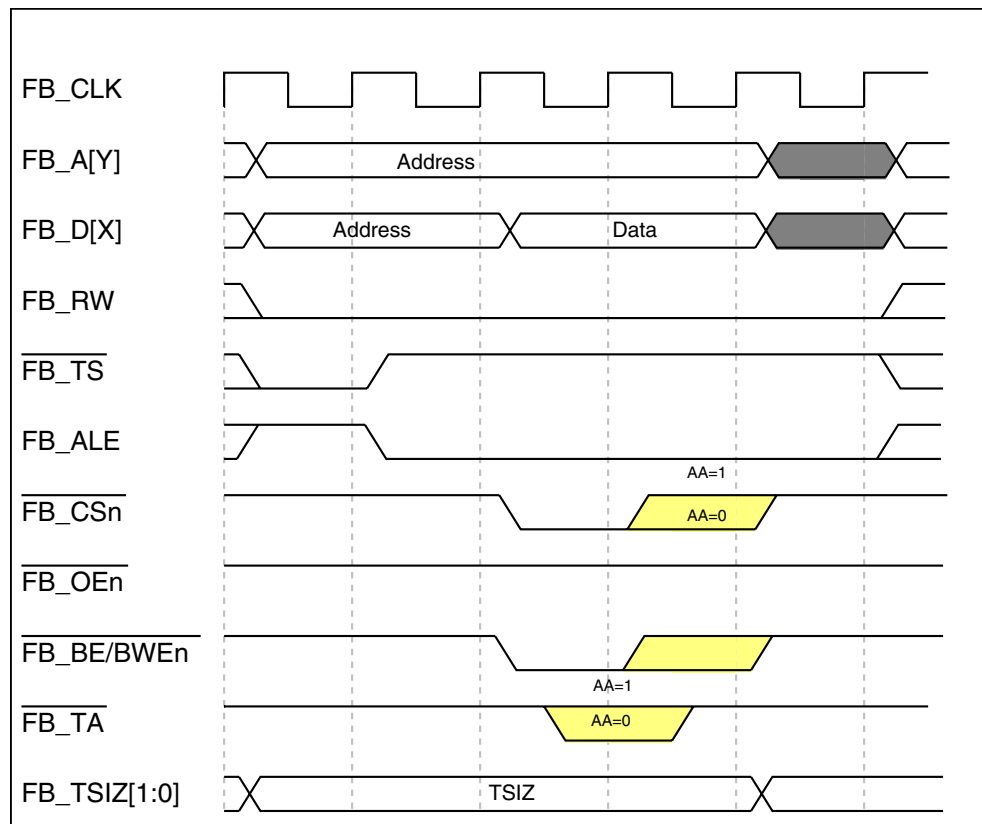 FB_CLK
FB_A[Y] Address
FB_D[X] Address Data
FB_RW
FB_TS
FB_ALE
AA=1
FB_CSn AA=0
FB_OEn
FB_BE/BWEn
AA=1
FB_TA AA=0
FB_TSIZ[1:0] TSIZ